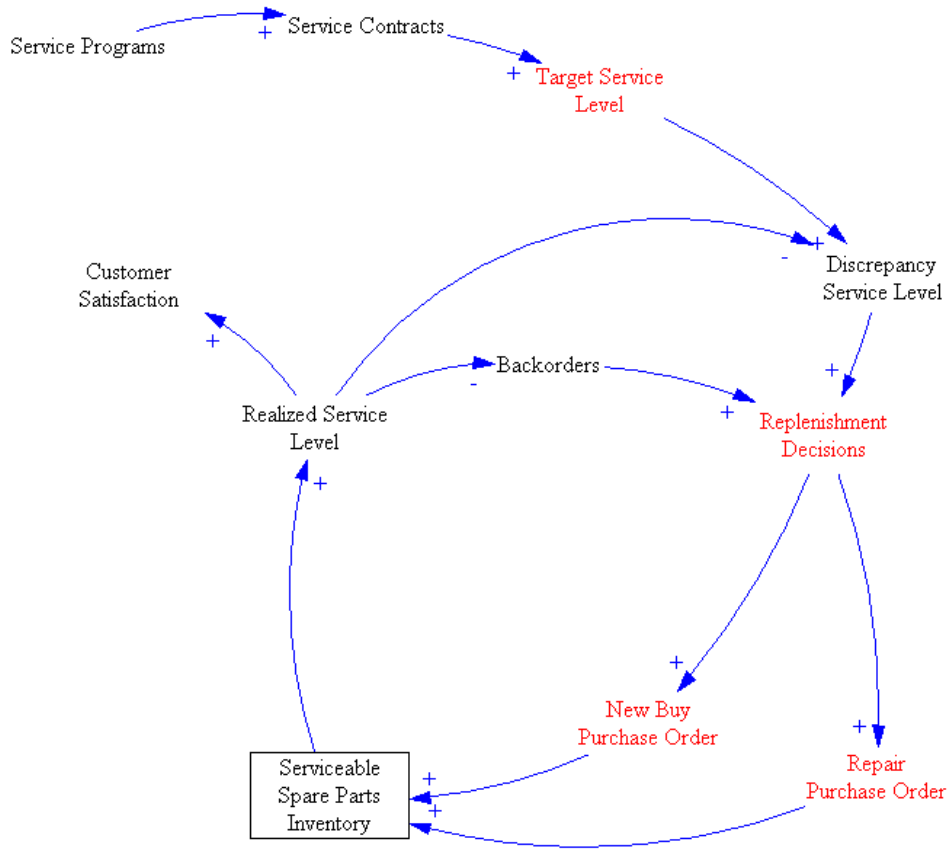 Service Programs
+
Service Contracts
+
Target Service
Level
+
-
Discrepancy
Service Level
Customer
Satisfaction
+
-
Backorders
+
+
Realized Service
Level
Replenishment
Decisions
+
+
New Buy
Purchase Order
+
Repair
Purchase Order
Serviceable
Spare Parts
Inventory
+
+